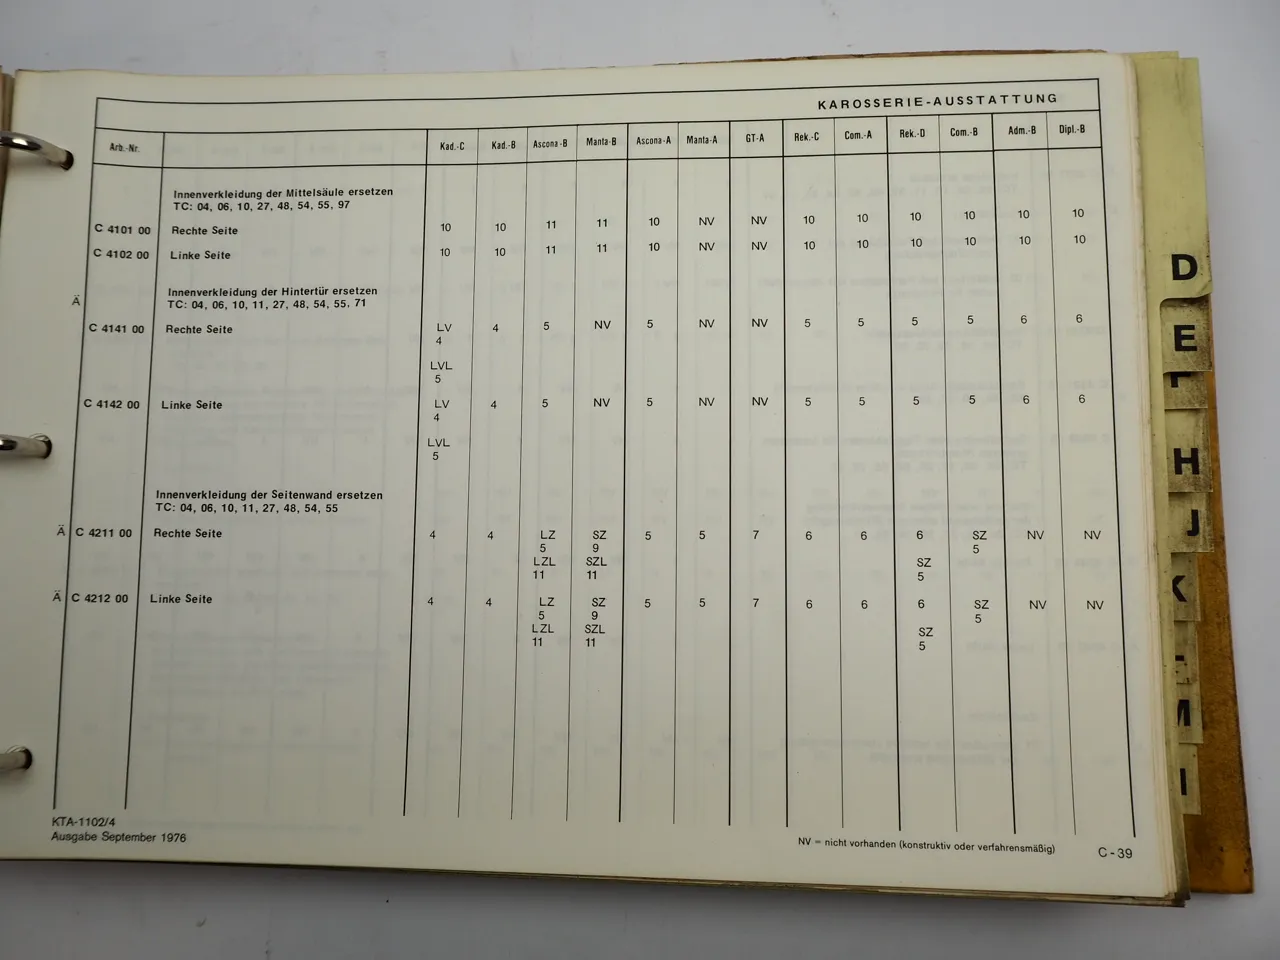 KAROSSERIE-AUSSTATTUNG
Arb.-Nr. Kad.-C Kad.-B Ascona-B Manta-B Ascona-A Manta-A GT-A Rek.-C Com.-A Rek.-D Com.-B Adm.-B Dipl.-B
Innenverkleidung der Mittelsäule ersetzen
TC: 04, 06, 10, 27, 48, 54, 55, 97
C 4101 00 Rechte Seite 10 10 11 11 10 NV NV 10 10 10 10 10 10
C 4102 00 Linke Seite 10 10 11 11 10 NV NV 10 10 10 10 10 10
Innenverkleidung der Hintertür ersetzen
Ä TC: 04, 06, 10, 11, 27, 48, 54, 55, 71
C 4141 00 Rechte Seite LV 4 5 NV 5 NV NV 5 5 5 5 6 6
4
LVL
5
C 4142 00 Linke Seite LV 4 5 NV 5 NV NV 5 5 5 5 6 6
4
LVL
5
Innenverkleidung der Seitenwand ersetzen
TC: 04, 06, 10, 11, 27, 48, 54, 55
Ä C 4211 00 Rechte Seite 4 4 LZ SZ 5 5 7 6 6 6 SZ NV NV
5 9 5
LZL SZL SZ
11 11 5
Ä C 4212 00 Linke Seite 4 4 LZ SZ 5 5 7 6 6 6 SZ NV NV
5 9 5
LZL SZL SZ
11 11 5
KTA-1102/4
Ausgabe September 1976
NV = nicht vorhanden (konstruktiv oder verfahrensmäßig)
C-39
D
E
H
J
K
M